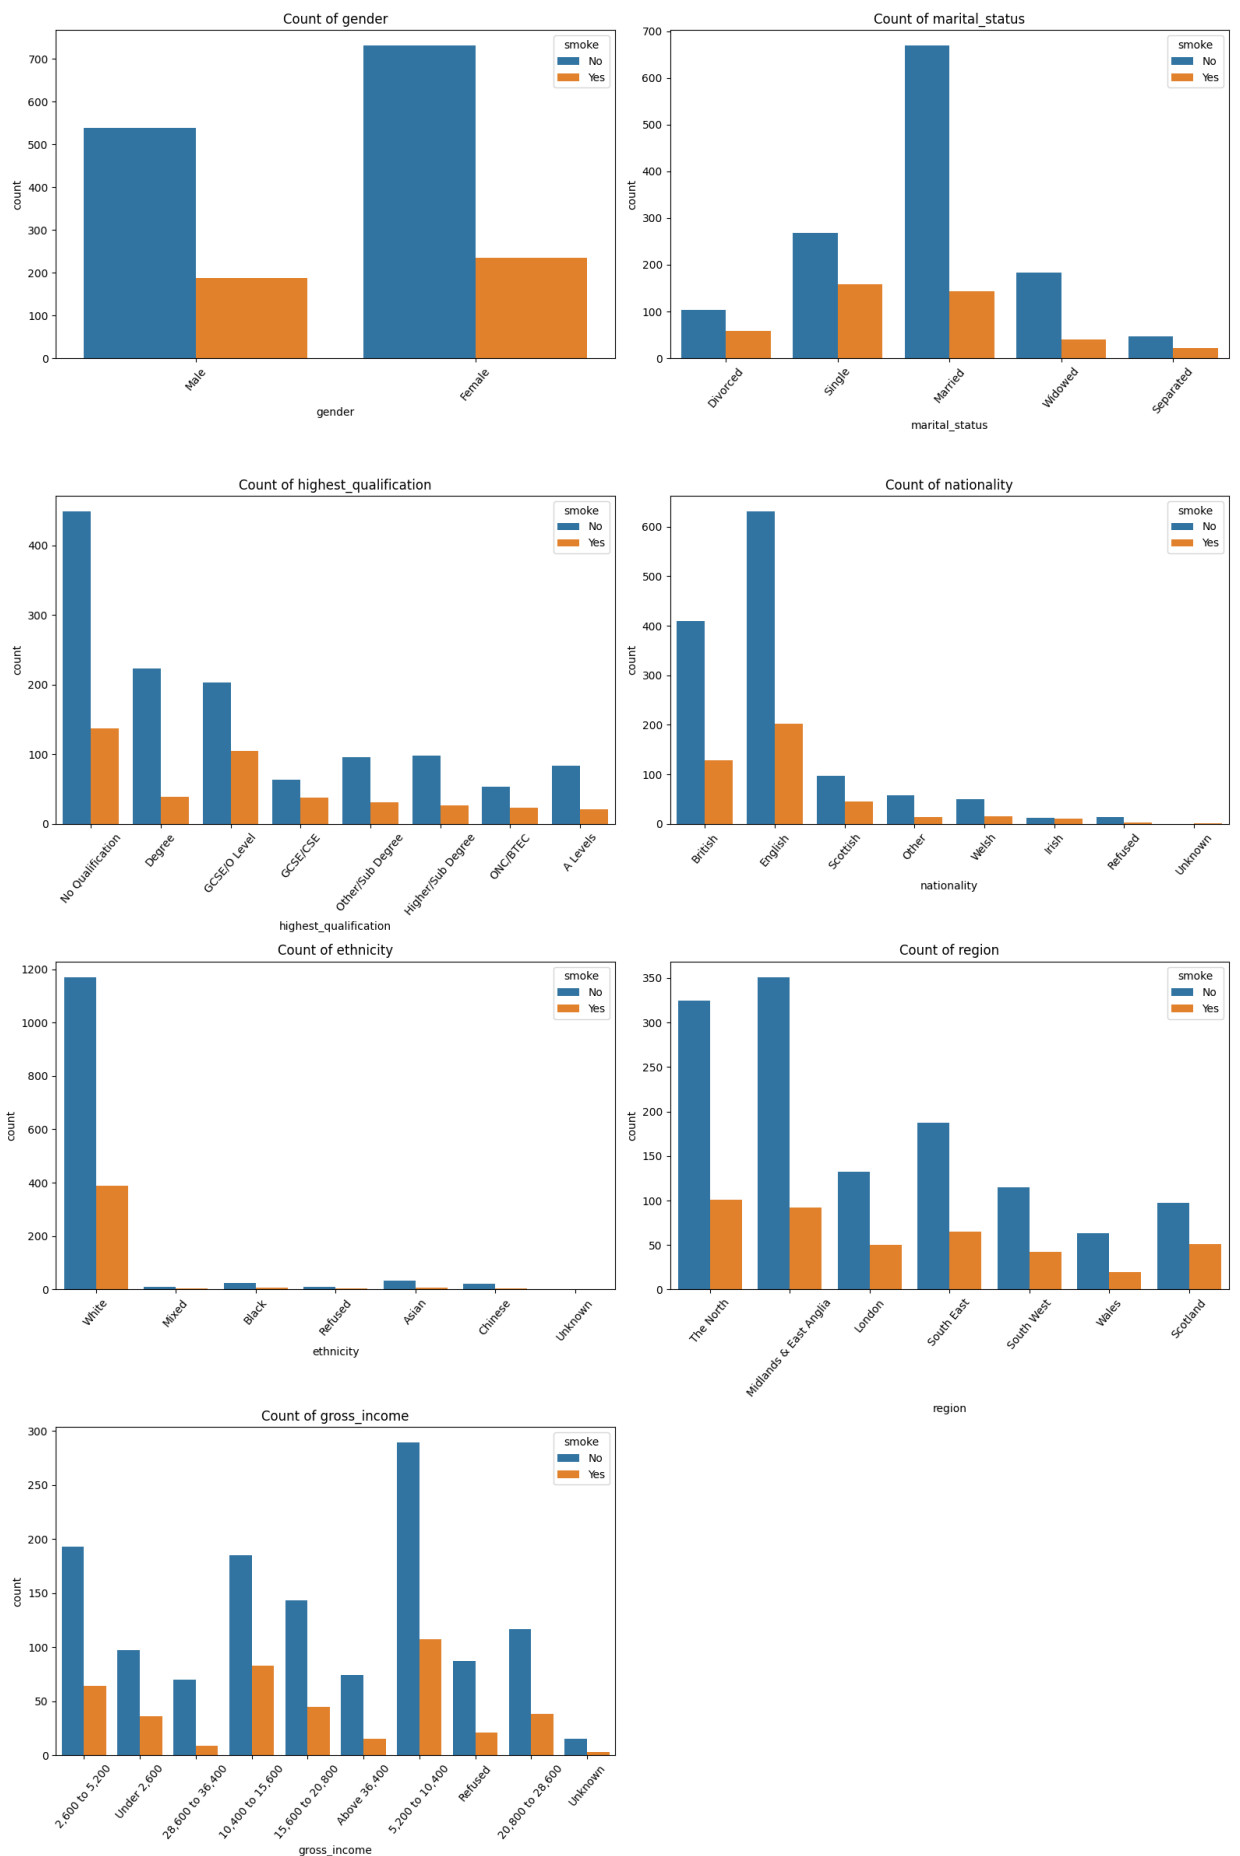 Count of gender
smoke
No
Yes
700
600
500
400
300
200
100
0
count
Male
Female
gender
Count of marital_status
smoke
No
Yes
700
600
500
400
300
200
100
0
count
Divorced
Single
Married
Widowed
Separated
marital_status
Count of highest_qualification
smoke
No
Yes
400
300
200
100
0
count
No Qualification
Degree
GCSE/O Level
GCSE/CSE
Other/Sub Degree
Higher/Sub Degree
ONC/BTEC
A Levels
highest_qualification
Count of nationality
smoke
No
Yes
600
500
400
300
200
100
0
count
British
English
Scottish
Other
Welsh
Irish
Refused
Unknown
nationality
Count of ethnicity
smoke
No
Yes
1200
1000
800
600
400
200
0
count
White
Mixed
Black
Refused
Asian
Chinese
Unknown
ethnicity
Count of region
smoke
No
Yes
350
300
250
200
150
100
50
0
count
The North
Midlands & East Anglia
London
South East
South West
Wales
Scotland
region
Count of gross_income
smoke
No
Yes
300
250
200
150
100
50
0
count
2,600 to 5,200
Under 2,600
28,600 to 36,400
10,400 to 15,600
15,600 to 20,800
Above 36,400
5,200 to 10,400
Refused
20,800 to 28,600
Unknown
gross_income